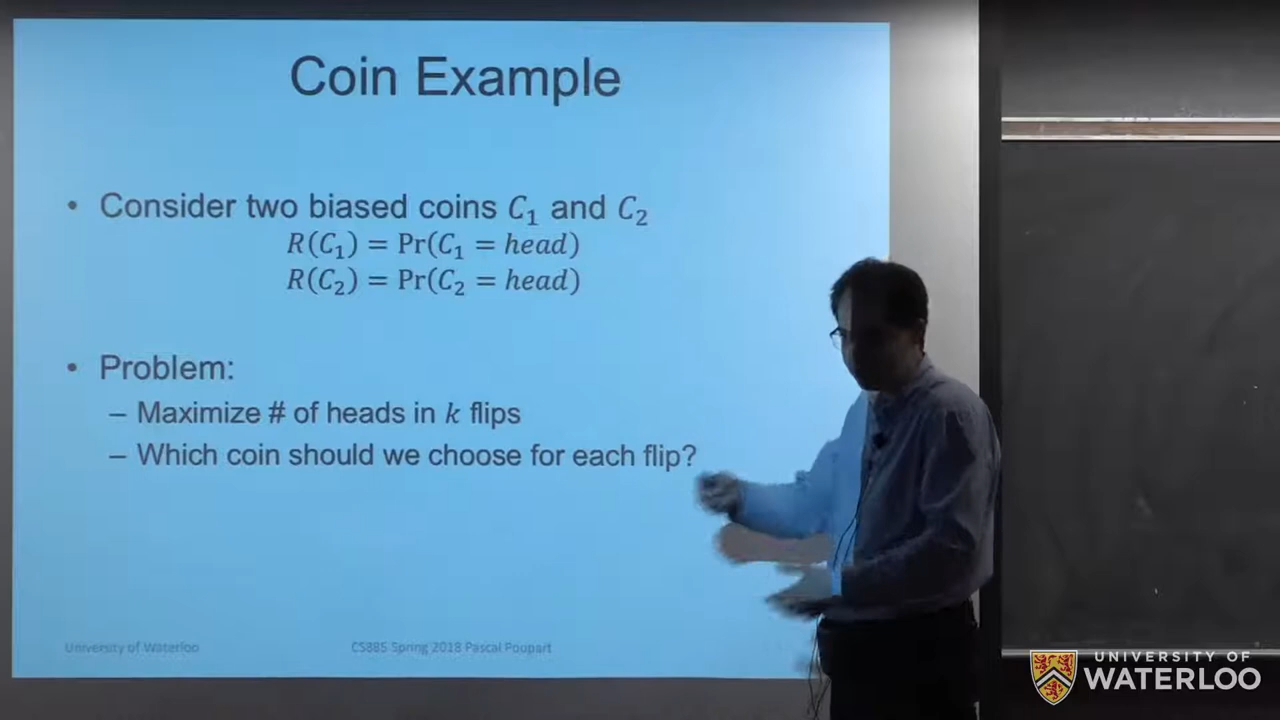 Coin Example
• Consider two biased coins C₁ and C₂
R(C₁) = Pr(C₁ = head)
R(C₂) = Pr(C₂ = head)
• Problem:
– Maximize # of heads in k flips
– Which coin should we choose for each flip?
University of Waterloo
CS885 Spring 2018 Pascal Poupart
UNIVERSITY OF
WATERLOO